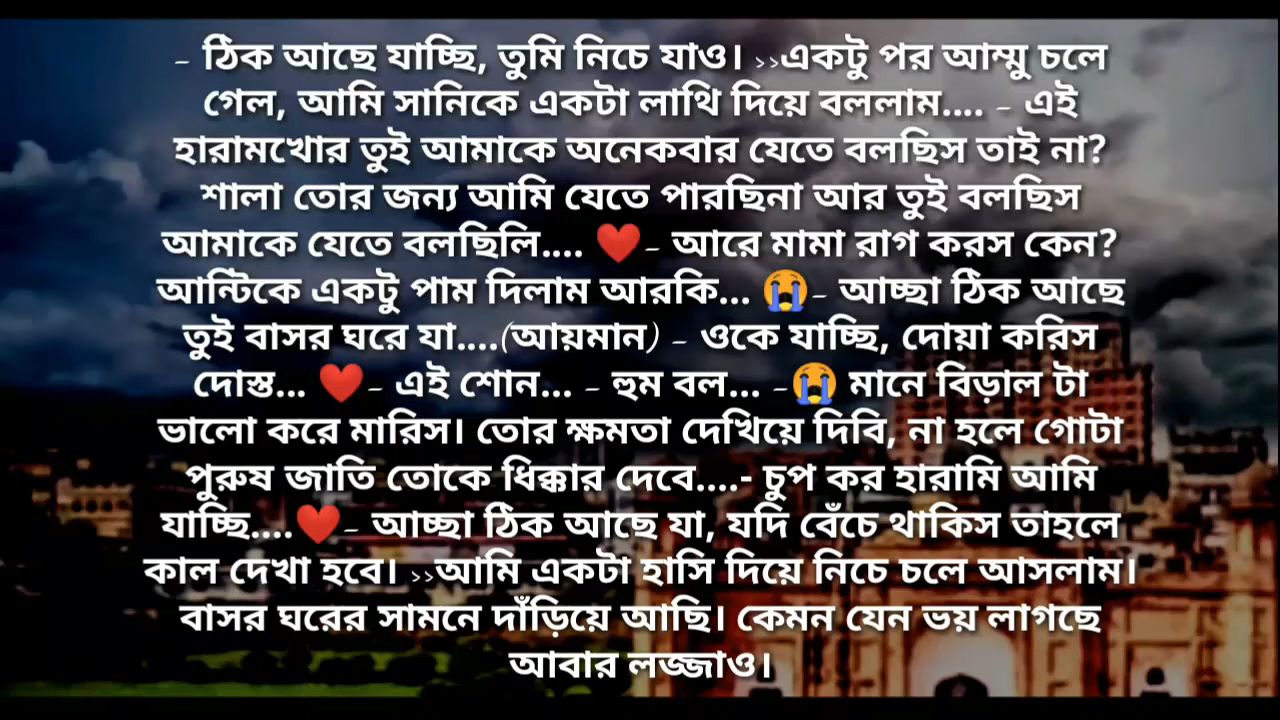 - ঠিক আছে যাচ্ছি, তুমি নিচে যাও। >>একটু পর আম্মু চলে
গেল, আমি সানিকে একটা লাথি দিয়ে বললাম.... - এই
হারামখোর তুই আমাকে অনেকবার যেতে বলছিস তাই না?
শালা তোর জন্য আমি যেতে পারছিনা আর তুই বলছিস
আমাকে যেতে বলছিলি.... ❤️- আরে মামা রাগ করস কেন?
আন্টিকে একটু পাম দিলাম আরকি... 😭- আচ্ছা ঠিক আছে
তুই বাসর ঘরে যা....(আয়মান) - ওকে যাচ্ছি, দোয়া করিস
দোস্ত... ❤️- এই শোন... - হুম বল... -😭 মানে বিড়াল টা
ভালো করে মারিস। তোর ক্ষমতা দেখিয়ে দিবি, না হলে গোটা
পুরুষ জাতি তোকে ধিক্কার দেবে....- চুপ কর হারামি আমি
যাচ্ছি....❤️- আচ্ছা ঠিক আছে যা, যদি বেঁচে থাকিস তাহলে
কাল দেখা হবে। >>আমি একটা হাসি দিয়ে নিচে চলে আসলাম।
বাসর ঘরের সামনে দাঁড়িয়ে আছি। কেমন যেন ভয় লাগছে
আবার লজ্জাও।